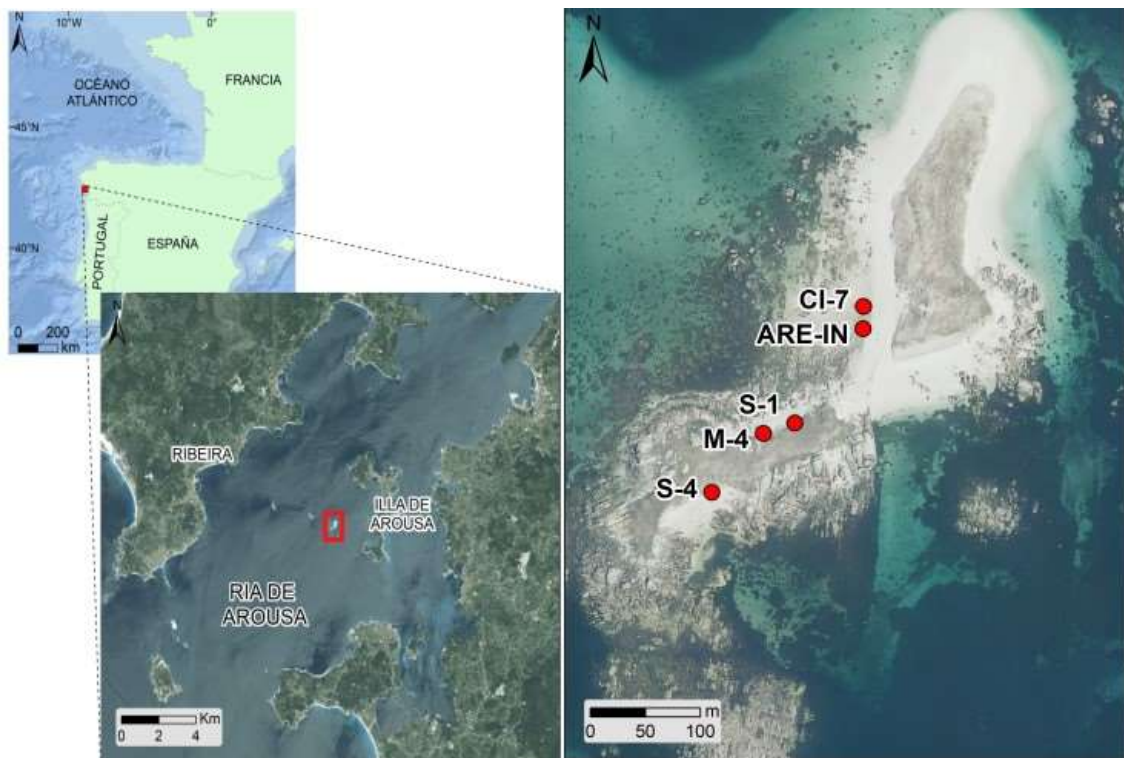 N
10°W
0°
FRANCIA
OCÉANO
ATLÁNTICO
45°N
40°N
PORTUGAL
ESPAÑA
0 200
km
N
RIBEIRA
ILLA DE
AROUSA
RIA DE
AROUSA
Km
0 2 4
N
CI-7
ARE-IN
S-1
M-4
S-4
m
0 50 100